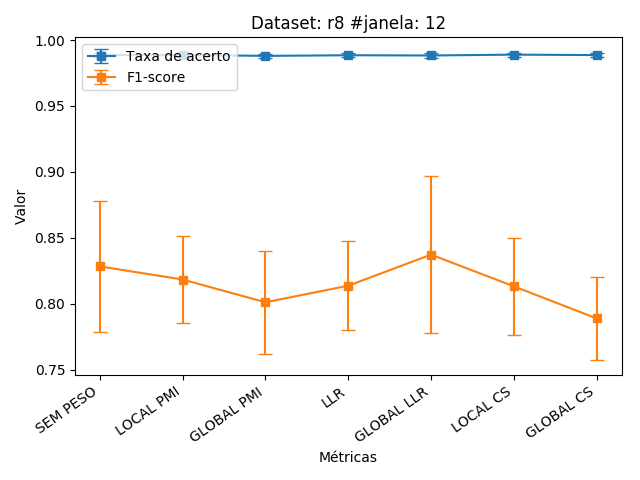 Dataset: r8 #janela: 12
1.00
0.95
0.90
0.85
0.80
0.75
Valor
Taxa de acerto
F1-score
SEM PESO
LOCAL PMI
GLOBAL PMI
LLR
GLOBAL LLR
LOCAL CS
GLOBAL CS
Métricas